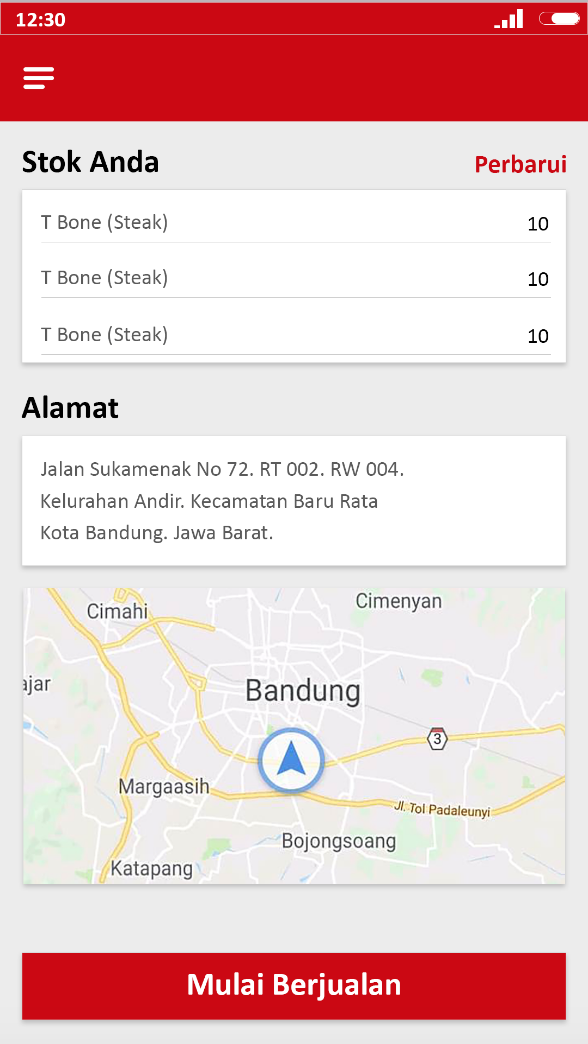 12:30
Stok Anda
Perbarui
T Bone (Steak) 10
T Bone (Steak) 10
T Bone (Steak) 10
Alamat
Jalan Sukamenak No 72. RT 002. RW 004.
Kelurahan Andir. Kecamatan Baru Rata
Kota Bandung. Jawa Barat.
Cimenyan
Cimahi
ajar
Bandung
3
Margaasih
Jl. Tol Padaleunyi
Bojongsoang
Katapang
Mulai Berjualan